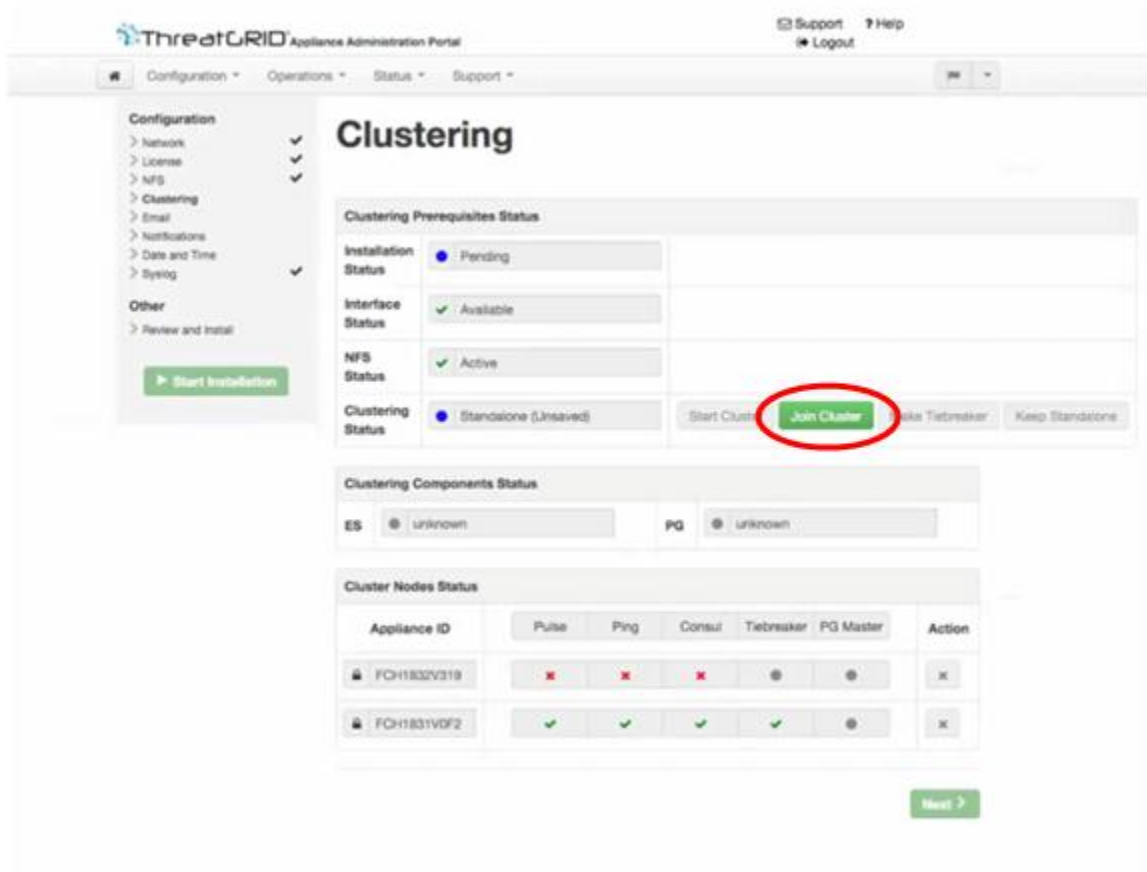 ThreatGRID Appliance Administration Portal
Support ? Help
Logout
Configuration Operations Status Support
Configuration
> Network
> License
> NFS
> Clustering
> Email
> Notifications
> Date and Time
> Syslog
Other
> Review and Install
Start Installation
Clustering
Clustering Prerequisites Status
Installation Status Pending
Interface Status Available
NFS Status Active
Clustering Status Standalone (Unsaved) Start Join Cluster Tiebreaker Keep Standalone
Clustering Components Status
ES unknown PG unknown
Cluster Nodes Status
Appliance ID Pulse Ping Consul Tiebreaker PG Master Action
FCH1832V319
FCH1831V0F2
Next >